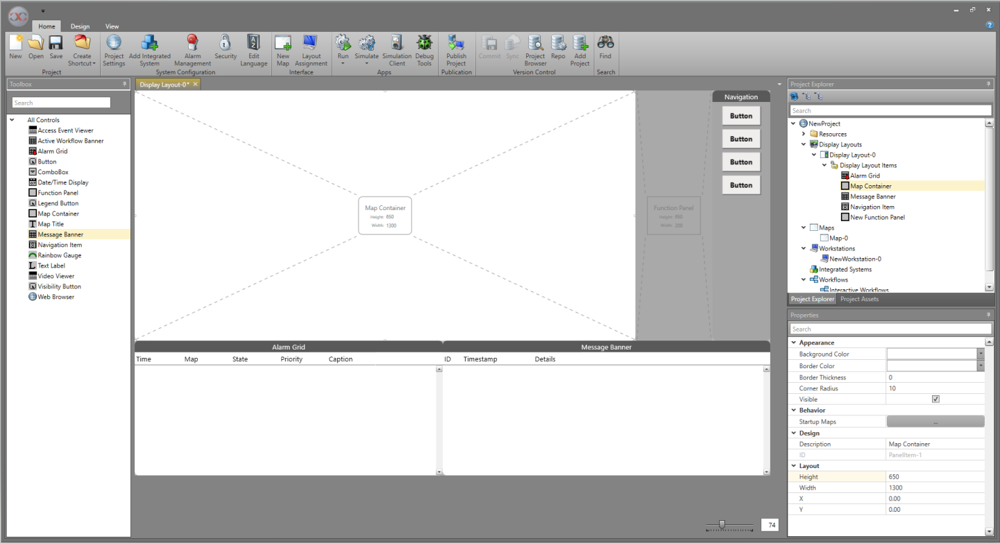 Home Design View
New Open Save Create Shortcut
Project Settings Add Integrated System Alarm Management Security Edit Language
New Map Layout Assignment
Run Simulate Simulation Client Debug Tools
Publish Project
Commit Sync Project Browser Repo Add Project
Find
Project System Configuration Interface Apps Publication Version Control Search
Toolbox
Search
All Controls
Access Event Viewer
Active Workflow Banner
Alarm Grid
Button
ComboBox
Date/Time Display
Function Panel
Legend Button
Map Container
Map Title
Message Banner
Navigation Item
Rainbow Gauge
Text Label
Video Viewer
Visibility Button
Web Browser
Display Layout-0*
Map Container
Height: 650
Width: 1300
Function Panel
Height: 650
Width: 200
Navigation
Button
Button
Button
Button
Alarm Grid
Time Map State Priority Caption
Message Banner
ID Timestamp Details
74
Project Explorer
Search
NewProject
Resources
Display Layouts
Display Layout-0
Display Layout Items
Alarm Grid
Map Container
Message Banner
Navigation Item
New Function Panel
Maps
Map-0
Workstations
NewWorkstation-0
Integrated Systems
Workflows
Interactive Workflows
Project Explorer Project Assets
Properties
Search
Appearance
Background Color
Border Color
Border Thickness 0
Corner Radius 10
Visible
Behavior
Startup Maps ...
Design
Description Map Container
ID PanelItem-1
Layout
Height 650
Width 1300
X 0.00
Y 0.00